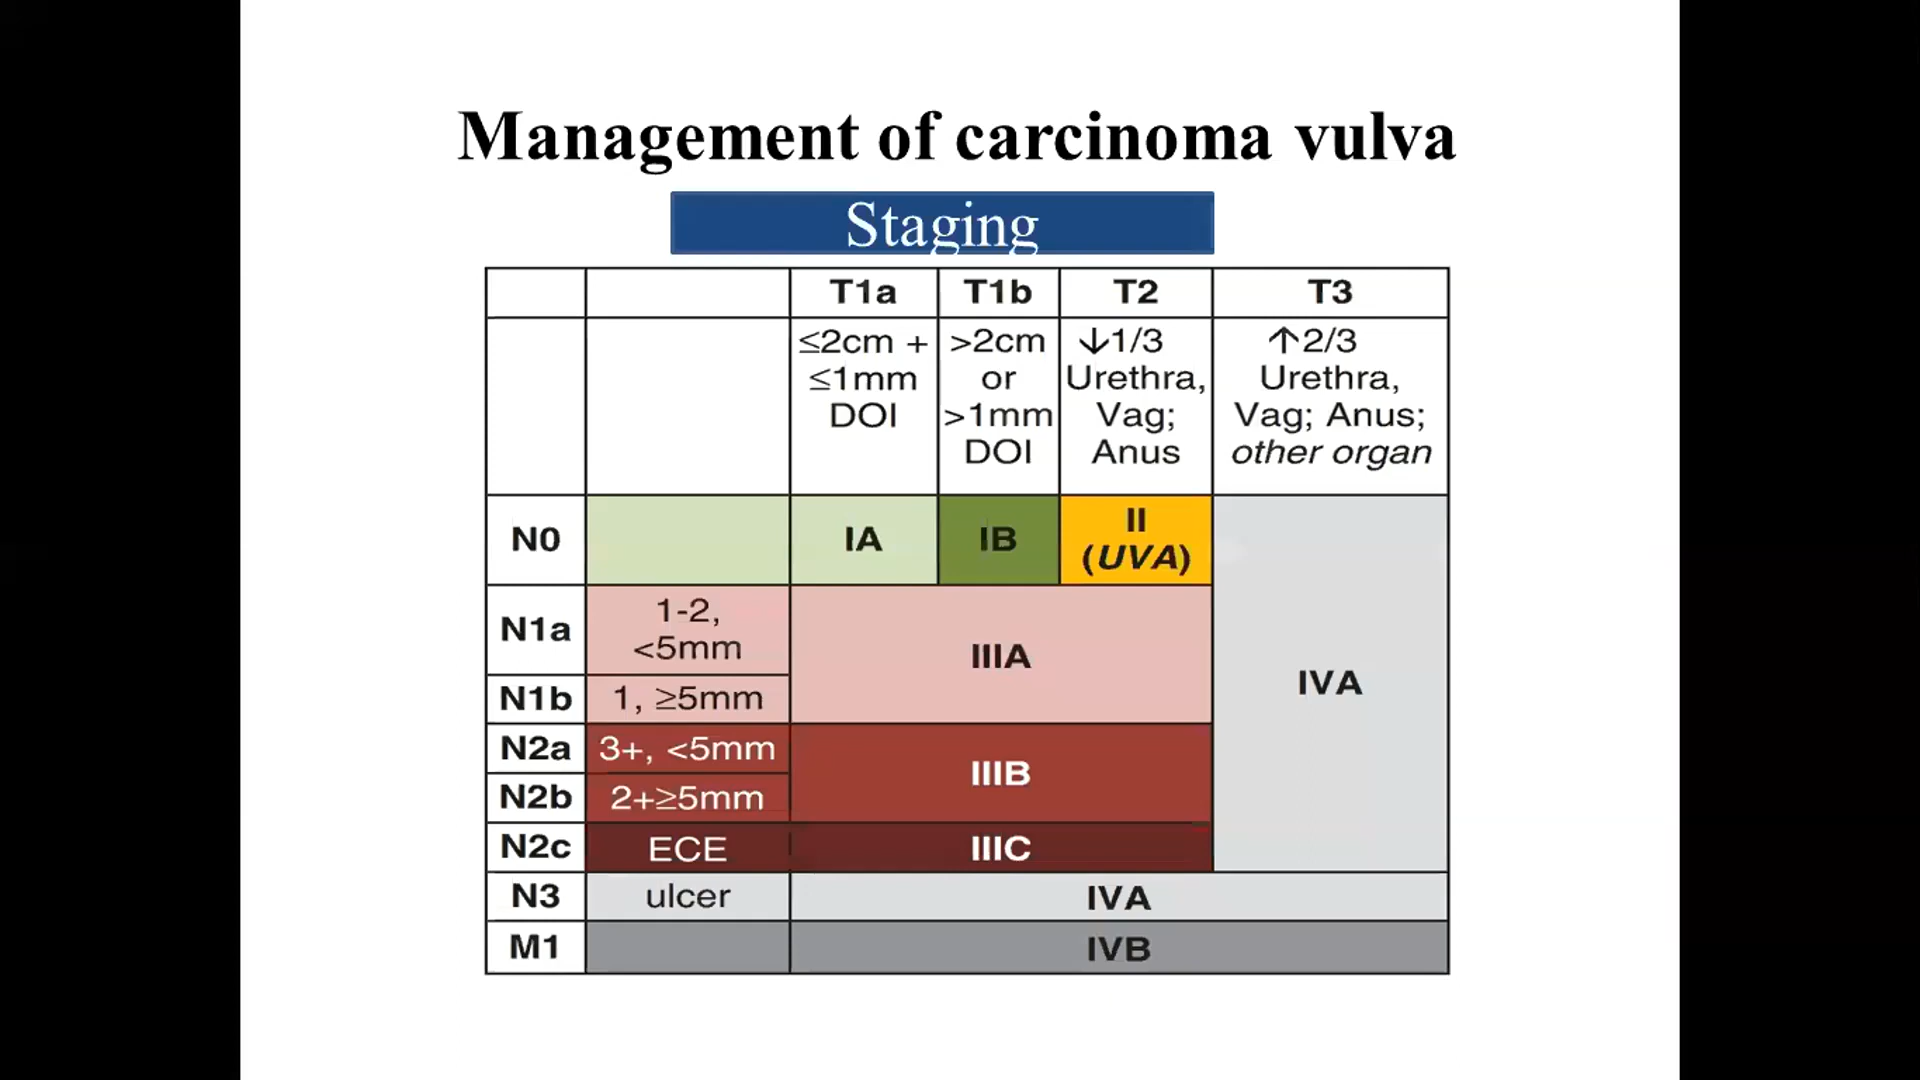 Management of carcinoma vulva
Staging
T1a T1b T2 T3
≤2cm + >2cm ↓1/3 ↑2/3
≤1mm or Urethra, Urethra,
DOI >1mm Vag; Vag; Anus;
DOI Anus other organ
N0 IA IB II
(UVA)
N1a 1-2,
<5mm
IIIA
N1b 1, ≥5mm
IVA
N2a 3+, <5mm
IIIB
N2b 2+≥5mm
N2c ECE IIIC
N3 ulcer IVA
M1 IVB